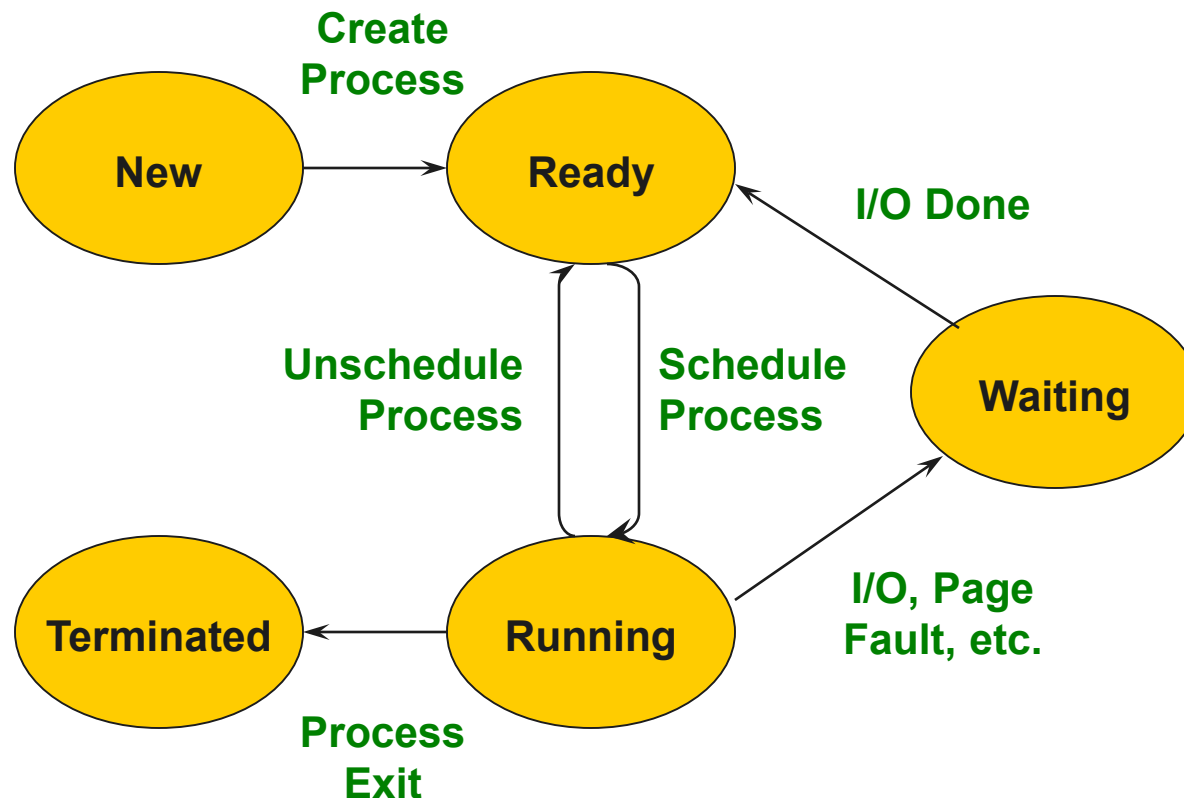 Create
Process
New
Ready
I/O Done
Unschedule
Process
Schedule
Process
Waiting
Terminated
Running
I/O, Page
Fault, etc.
Process
Exit